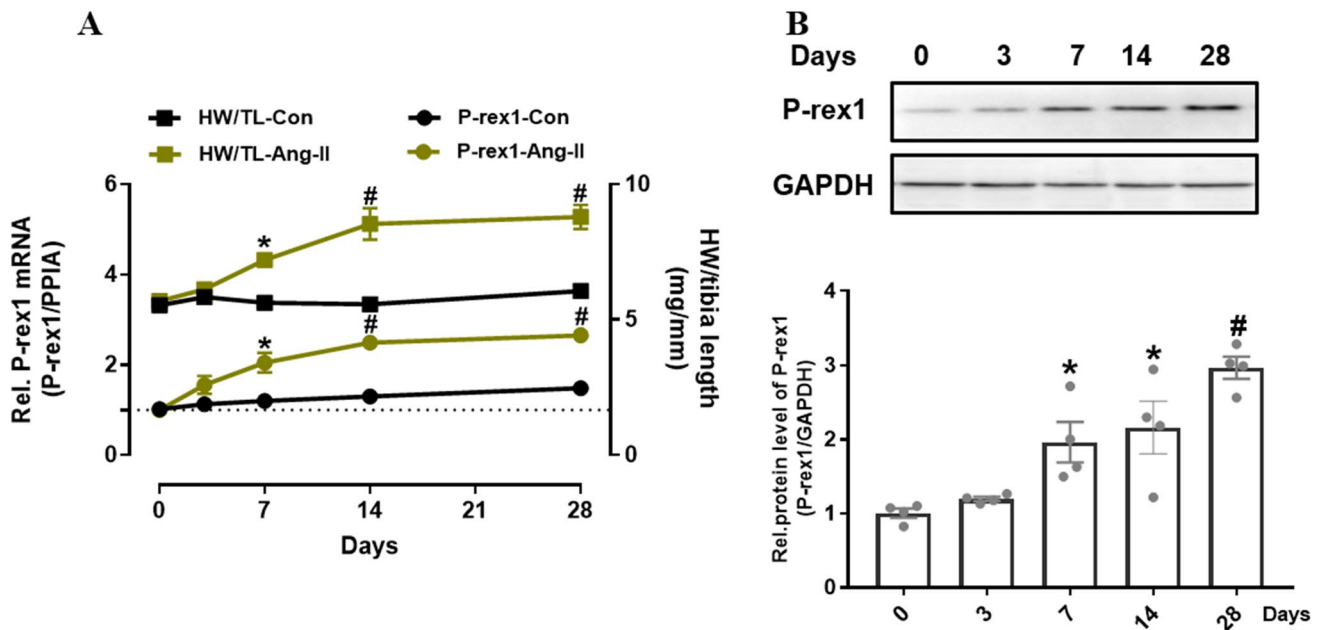 A
HW/TL-Con
P-rex1-Con
HW/TL-Ang-II
P-rex1-Ang-II
Rel. P-rex1 mRNA
(P-rex1/PPIA)
6
4
2
0
#
#
*
#
#
*
10
5
0
HW/tibia length
(mg/mm)
0 7 14 21 28
Days
B
Days 0 3 7 14 28
P-rex1
GAPDH
Rel.protein level of P-rex1
(P-rex1/GAPDH)
4
3
2
1
0
*
*
#
0 3 7 14 28 Days